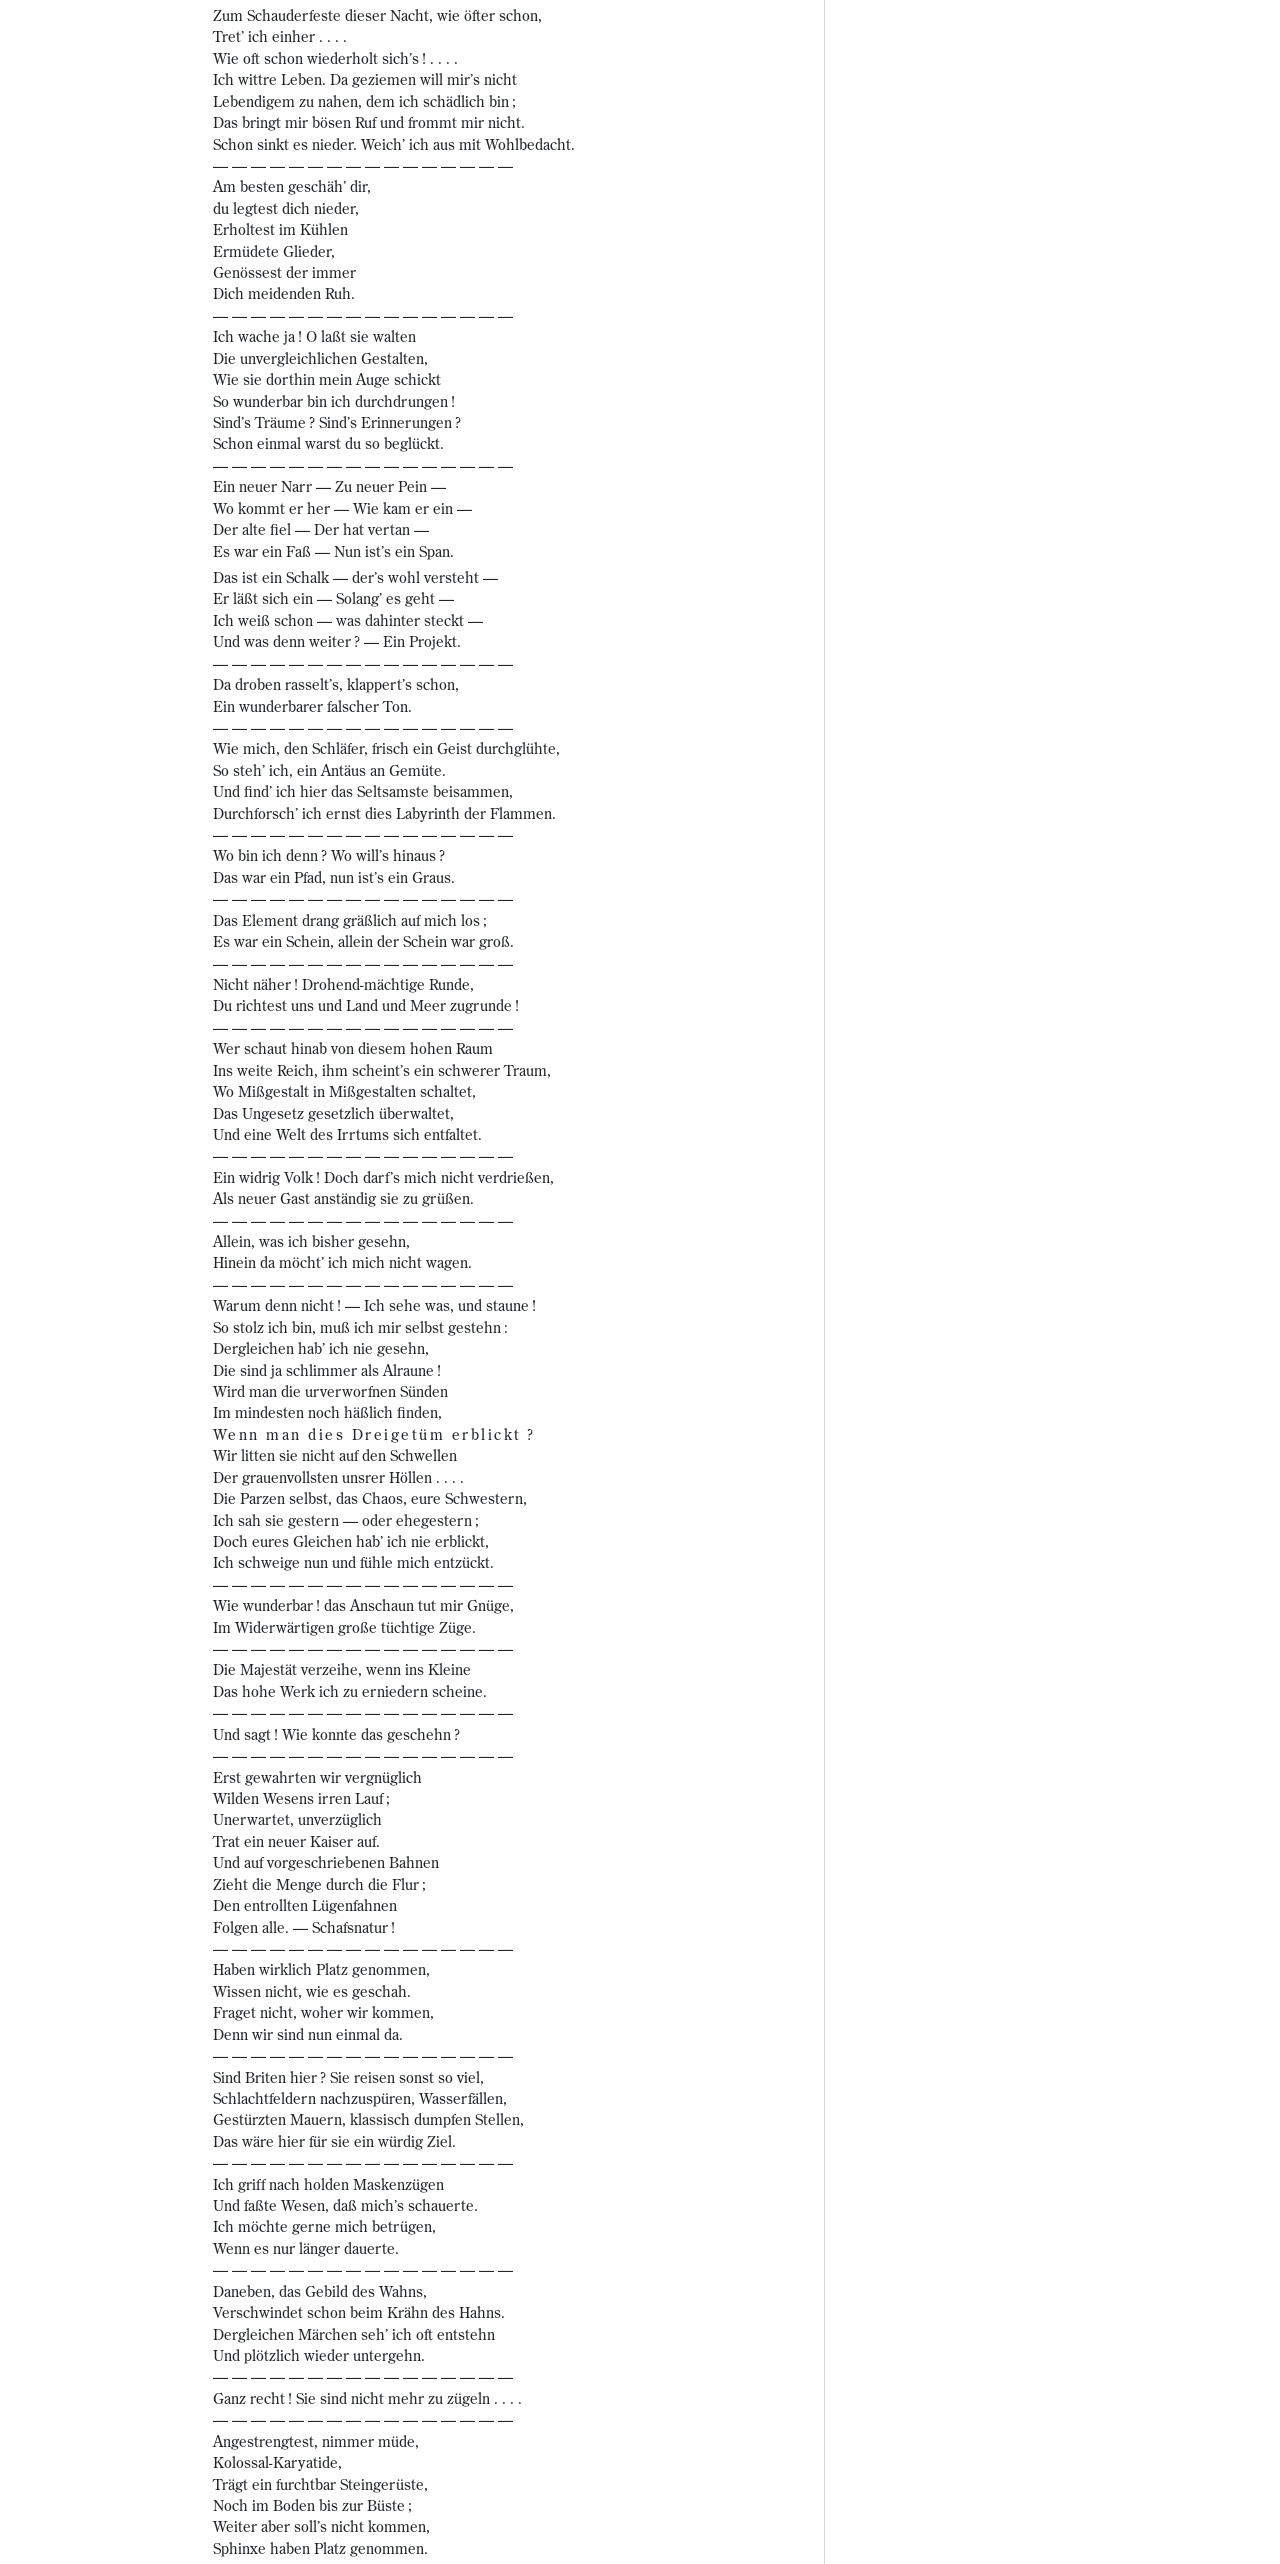 Zum Schauderfeste dieser Nacht, wie öfter schon,
Tret’ ich einher . . . .
Wie oft schon wiederholt sich’s ! . . . .
Ich wittre Leben. Da geziemen will mir’s nicht
Lebendigem zu nahen, dem ich schädlich bin ;
Das bringt mir bösen Ruf und frommt mir nicht.
Schon sinkt es nieder. Weich’ ich aus mit Wohlbedacht.
— — — — — — — — — — — — — — — —
Am besten geschäh’ dir,
du legtest dich nieder,
Erholtest im Kühlen
Ermüdete Glieder,
Genössest der immer
Dich meidenden Ruh.
— — — — — — — — — — — — — — — —
Ich wache ja ! O laßt sie walten
Die unvergleichlichen Gestalten,
Wie sie dorthin mein Auge schickt
So wunderbar bin ich durchdrungen !
Sind’s Träume ? Sind’s Erinnerungen ?
Schon einmal warst du so beglückt.
— — — — — — — — — — — — — — — —
Ein neuer Narr — Zu neuer Pein —
Wo kommt er her — Wie kam er ein —
Der alte fiel — Der hat vertan —
Es war ein Faß — Nun ist’s ein Span.
Das ist ein Schalk — der’s wohl versteht —
Er läßt sich ein — Solang’ es geht —
Ich weiß schon — was dahinter steckt —
Und was denn weiter ? — Ein Projekt.
— — — — — — — — — — — — — — — —
Da droben rasselt’s, klappert’s schon,
Ein wunderbarer falscher Ton.
— — — — — — — — — — — — — — — —
Wie mich, den Schläfer, frisch ein Geist durchglühte,
So steh’ ich, ein Antäus an Gemüte.
Und find’ ich hier das Seltsamste beisammen,
Durchforsch’ ich ernst dies Labyrinth der Flammen.
— — — — — — — — — — — — — — — —
Wo bin ich denn ? Wo will’s hinaus ?
Das war ein Pfad, nun ist’s ein Graus.
— — — — — — — — — — — — — — — —
Das Element drang gräßlich auf mich los ;
Es war ein Schein, allein der Schein war groß.
— — — — — — — — — — — — — — — —
Nicht näher ! Drohend-mächtige Runde,
Du richtest uns und Land und Meer zugrunde !
— — — — — — — — — — — — — — — —
Wer schaut hinab von diesem hohen Raum
Ins weite Reich, ihm scheint’s ein schwerer Traum,
Wo Mißgestalt in Mißgestalten schaltet,
Das Ungesetz gesetzlich überwaltet,
Und eine Welt des Irrtums sich entfaltet.
— — — — — — — — — — — — — — — —
Ein widrig Volk ! Doch darf’s mich nicht verdrießen,
Als neuer Gast anständig sie zu grüßen.
— — — — — — — — — — — — — — — —
Allein, was ich bisher gesehn,
Hinein da möcht’ ich mich nicht wagen.
— — — — — — — — — — — — — — — —
Warum denn nicht ! — Ich sehe was, und staune !
So stolz ich bin, muß ich mir selbst gestehn :
Dergleichen hab’ ich nie gesehn,
Die sind ja schlimmer als Alraune !
Wird man die urverworfnen Sünden
Im mindesten noch häßlich finden,
Wenn man dies Dreigetüm erblickt ?
Wir litten sie nicht auf den Schwellen
Der grauenvollsten unsrer Höllen . . . .
Die Parzen selbst, das Chaos, eure Schwestern,
Ich sah sie gestern — oder ehegestern ;
Doch eures Gleichen hab’ ich nie erblickt,
Ich schweige nun und fühle mich entzückt.
— — — — — — — — — — — — — — — —
Wie wunderbar ! das Anschaun tut mir Gnüge,
Im Widerwärtigen große tüchtige Züge.
— — — — — — — — — — — — — — — —
Die Majestät verzeihe, wenn ins Kleine
Das hohe Werk ich zu erniedern scheine.
— — — — — — — — — — — — — — — —
Und sagt ! Wie konnte das geschehn ?
— — — — — — — — — — — — — — — —
Erst gewahrten wir vergnüglich
Wilden Wesens irren Lauf ;
Unerwartet, unverzüglich
Trat ein neuer Kaiser auf.
Und auf vorgeschriebenen Bahnen
Zieht die Menge durch die Flur ;
Den entrollten Lügenfahnen
Folgen alle. — Schafsnatur !
— — — — — — — — — — — — — — — —
Haben wirklich Platz genommen,
Wissen nicht, wie es geschah.
Fraget nicht, woher wir kommen,
Denn wir sind nun einmal da.
— — — — — — — — — — — — — — — —
Sind Briten hier ? Sie reisen sonst so viel,
Schlachtfeldern nachzuspüren, Wasserfällen,
Gestürzten Mauern, klassisch dumpfen Stellen,
Das wäre hier für sie ein würdig Ziel.
— — — — — — — — — — — — — — — —
Ich griff nach holden Maskenzügen
Und faßte Wesen, daß mich’s schauerte.
Ich möchte gerne mich betrügen,
Wenn es nur länger dauerte.
— — — — — — — — — — — — — — — —
Daneben, das Gebild des Wahns,
Verschwindet schon beim Krähn des Hahns.
Dergleichen Märchen seh’ ich oft entstehn
Und plötzlich wieder untergehn.
— — — — — — — — — — — — — — — —
Ganz recht ! Sie sind nicht mehr zu zügeln . . . .
— — — — — — — — — — — — — — — —
Angestrengtest, nimmer müde,
Kolossal-Karyatide,
Trägt ein furchtbar Steingerüste,
Noch im Boden bis zur Büste ;
Weiter aber soll’s nicht kommen,
Sphinxe haben Platz genommen.